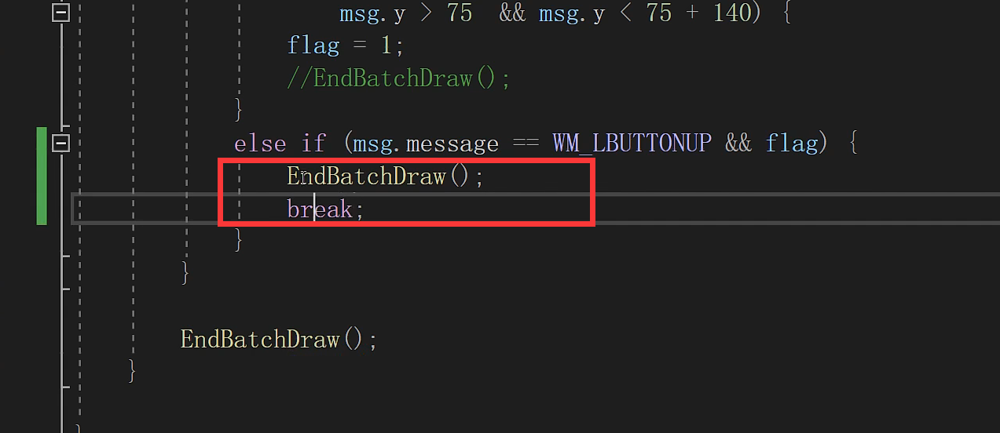 msg.y > 75  && msg.y < 75 + 140) {
flag = 1;
//EndBatchDraw();
}
else if (msg.message == WM_LBUTTONUP && flag) {
EndBatchDraw();
break;
}
}
EndBatchDraw();
}
}